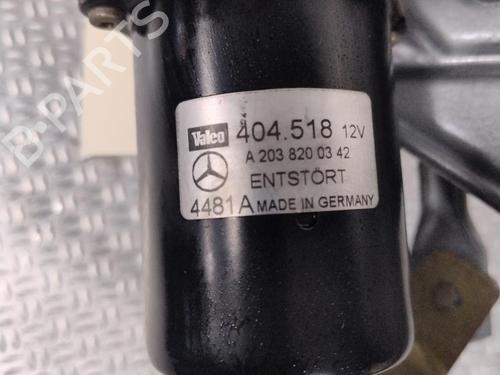 Valeo 404.518 12V
A 203 820 03 42
ENTSTÖRT
4481A MADE IN GERMANY
B-PARTS